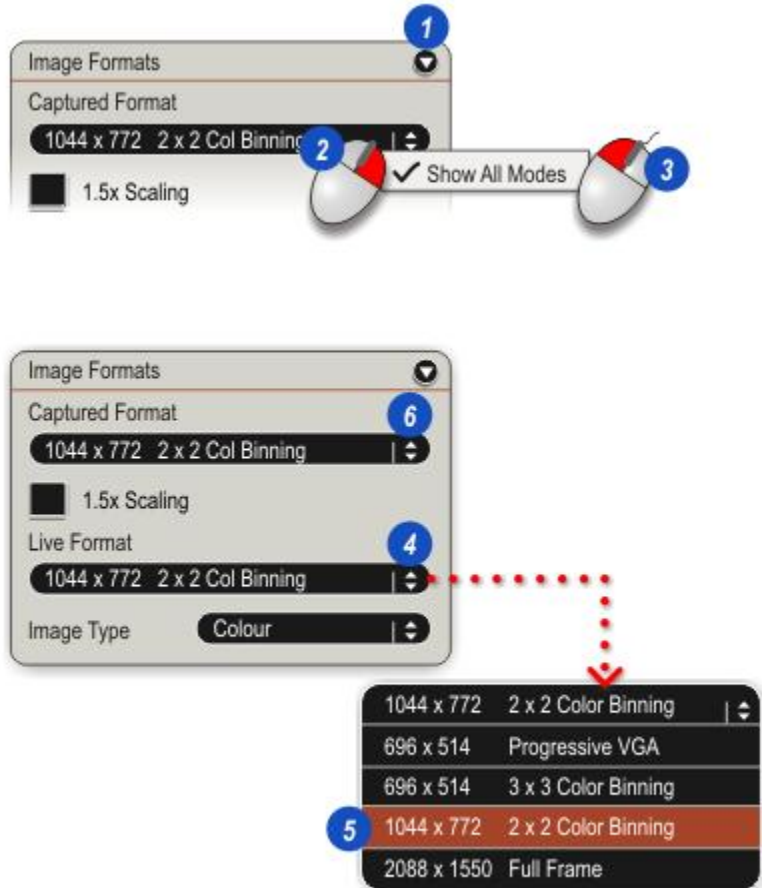 1
Image Formats
Captured Format
1044 x 772 2 x 2 Col Binning
2
✓ Show All Modes
3
1.5x Scaling
Image Formats
Captured Format
6
1044 x 772 2 x 2 Col Binning
1.5x Scaling
Live Format
4
1044 x 772 2 x 2 Col Binning
Image Type Colour
1044 x 772 2 x 2 Color Binning
696 x 514 Progressive VGA
696 x 514 3 x 3 Color Binning
5
1044 x 772 2 x 2 Color Binning
2088 x 1550 Full Frame